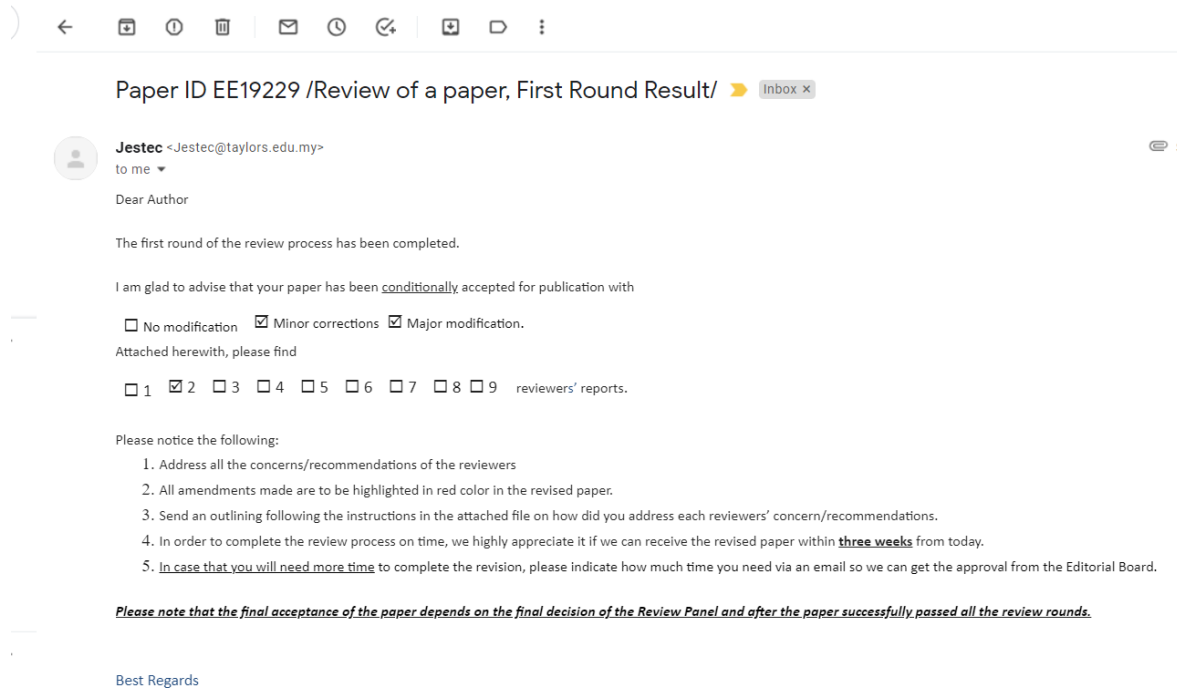 Paper ID EE19229 /Review of a paper, First Round Result/ Inbox ×
Jestec <Jestec@taylors.edu.my>
to me
Dear Author
The first round of the review process has been completed.
I am glad to advise that your paper has been conditionally accepted for publication with
☐ No modification ☑ Minor corrections ☑ Major modification.
Attached herewith, please find
☐ 1 ☑ 2 ☐ 3 ☐ 4 ☐ 5 ☐ 6 ☐ 7 ☐ 8 ☐ 9 reviewers’ reports.
Please notice the following:
1. Address all the concerns/recommendations of the reviewers
2. All amendments made are to be highlighted in red color in the revised paper.
3. Send an outlining following the instructions in the attached file on how did you address each reviewers’ concern/recommendations.
4. In order to complete the review process on time, we highly appreciate it if we can receive the revised paper within three weeks from today.
5. In case that you will need more time to complete the revision, please indicate how much time you need via an email so we can get the approval from the Editorial Board.
Please note that the final acceptance of the paper depends on the final decision of the Review Panel and after the paper successfully passed all the review rounds.
Best Regards